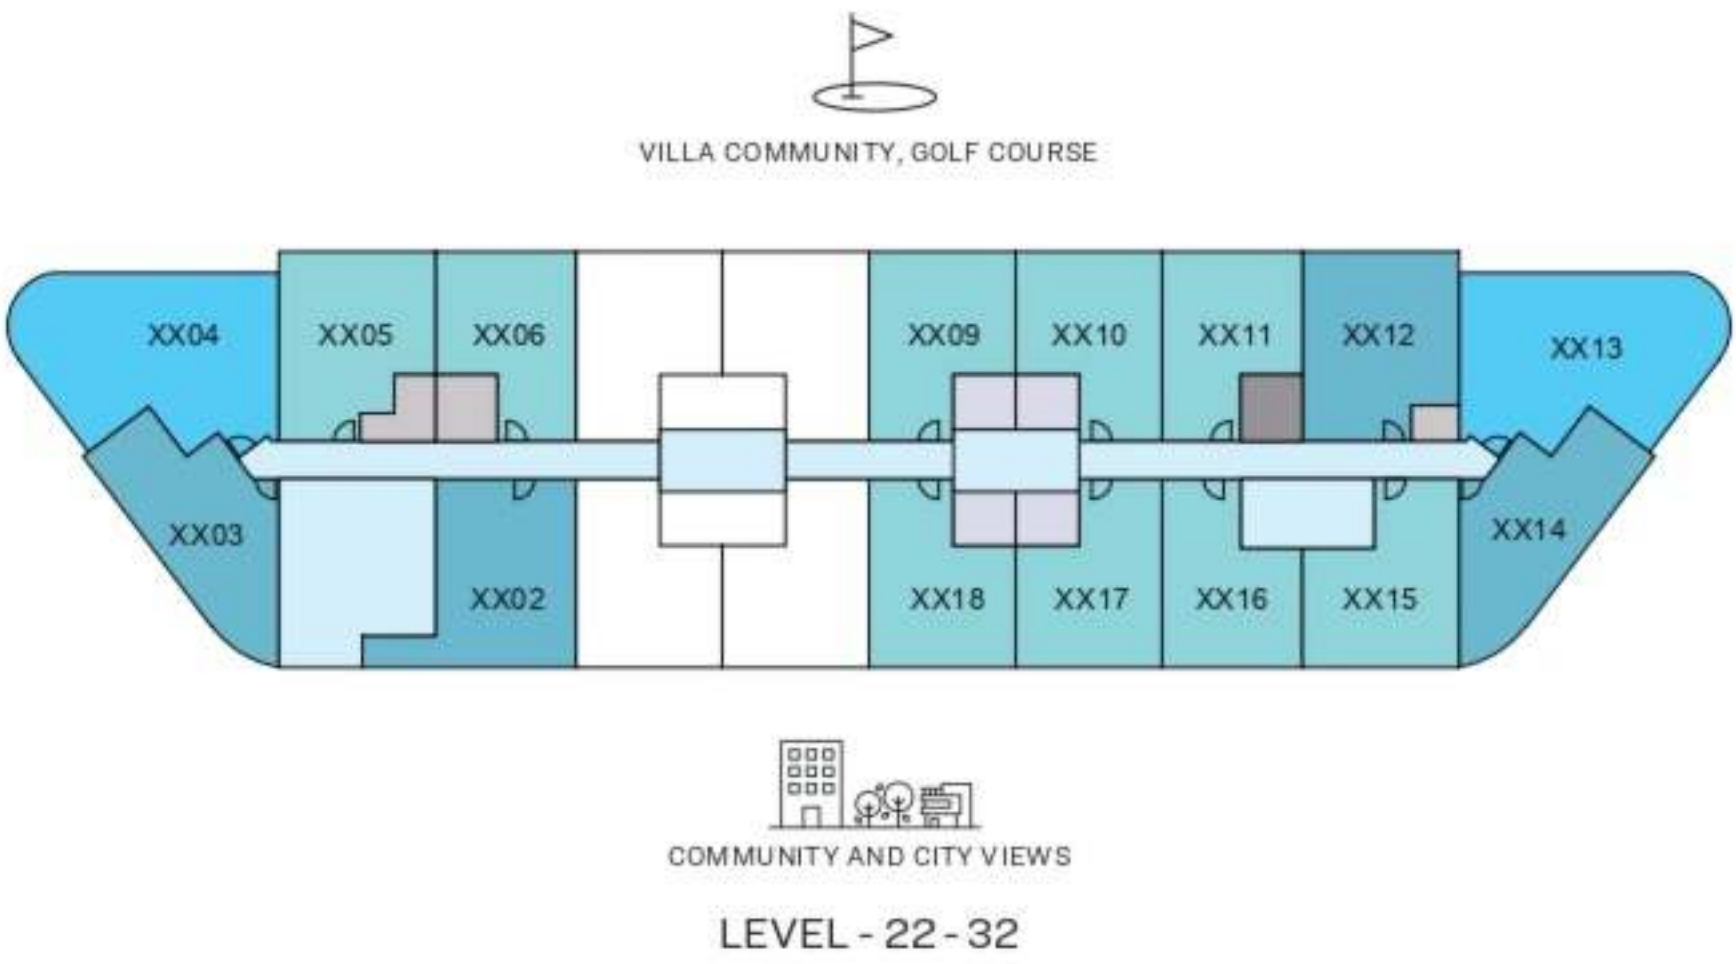 VILLA COMMUNITY, GOLF COURSE
XX04
XX05
XX06
XX09
XX10
XX11
XX12
XX13
XX03
XX02
XX18
XX17
XX16
XX15
XX14
COMMUNITY AND CITY VIEWS
LEVEL - 22 - 32